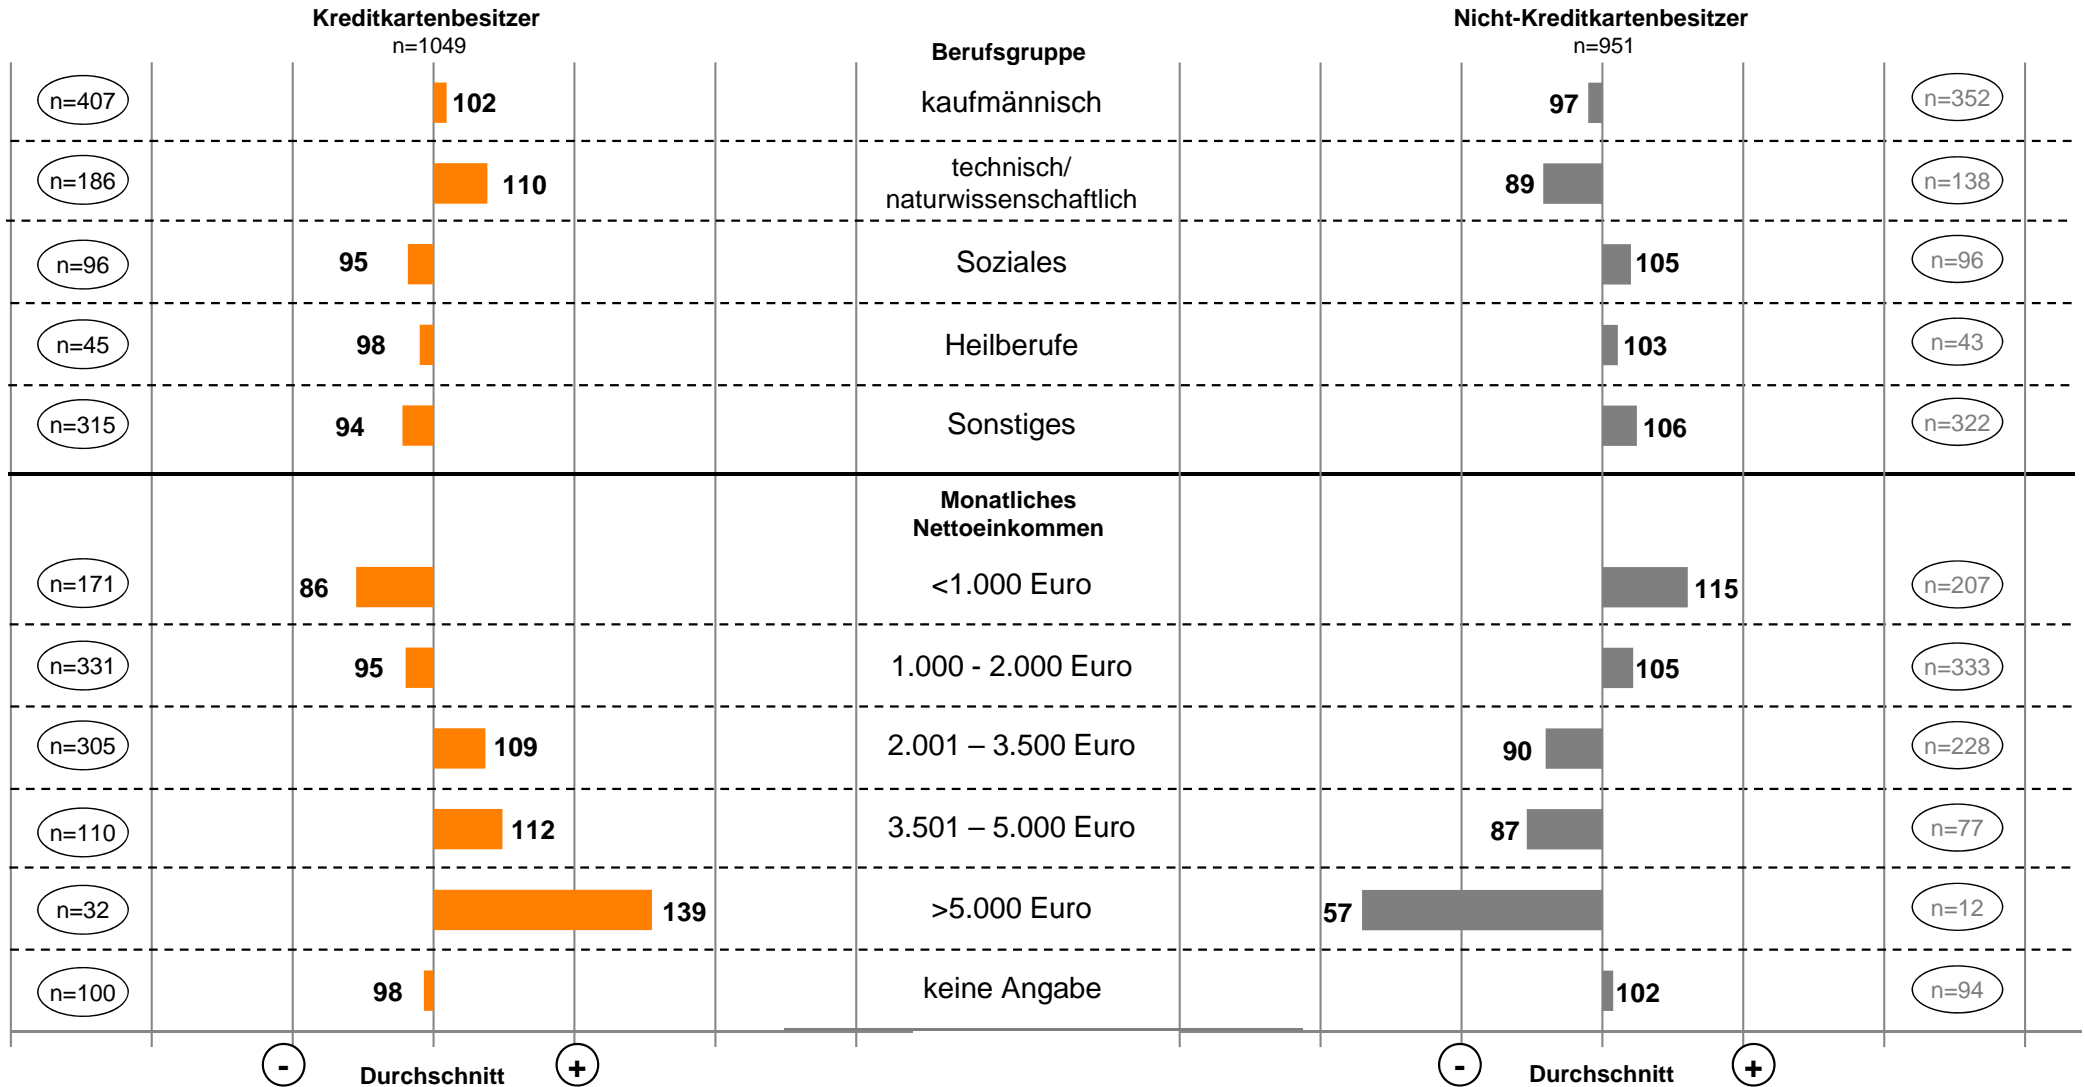 Kreditkartenbesitzer
n=1049
Nicht-Kreditkartenbesitzer
n=951
Berufsgruppe
n=407 102 kaufmännisch 97 n=352
n=186 110 technisch/ naturwissenschaftlich 89 n=138
n=96 95 Soziales 105 n=96
n=45 98 Heilberufe 103 n=43
n=315 94 Sonstiges 106 n=322
Monatliches
Nettoeinkommen
n=171 86 <1.000 Euro 115 n=207
n=331 95 1.000 - 2.000 Euro 105 n=333
n=305 109 2.001 – 3.500 Euro 90 n=228
n=110 112 3.501 – 5.000 Euro 87 n=77
n=32 139 >5.000 Euro 57 n=12
n=100 98 keine Angabe 102 n=94
- Durchschnitt + - Durchschnitt +